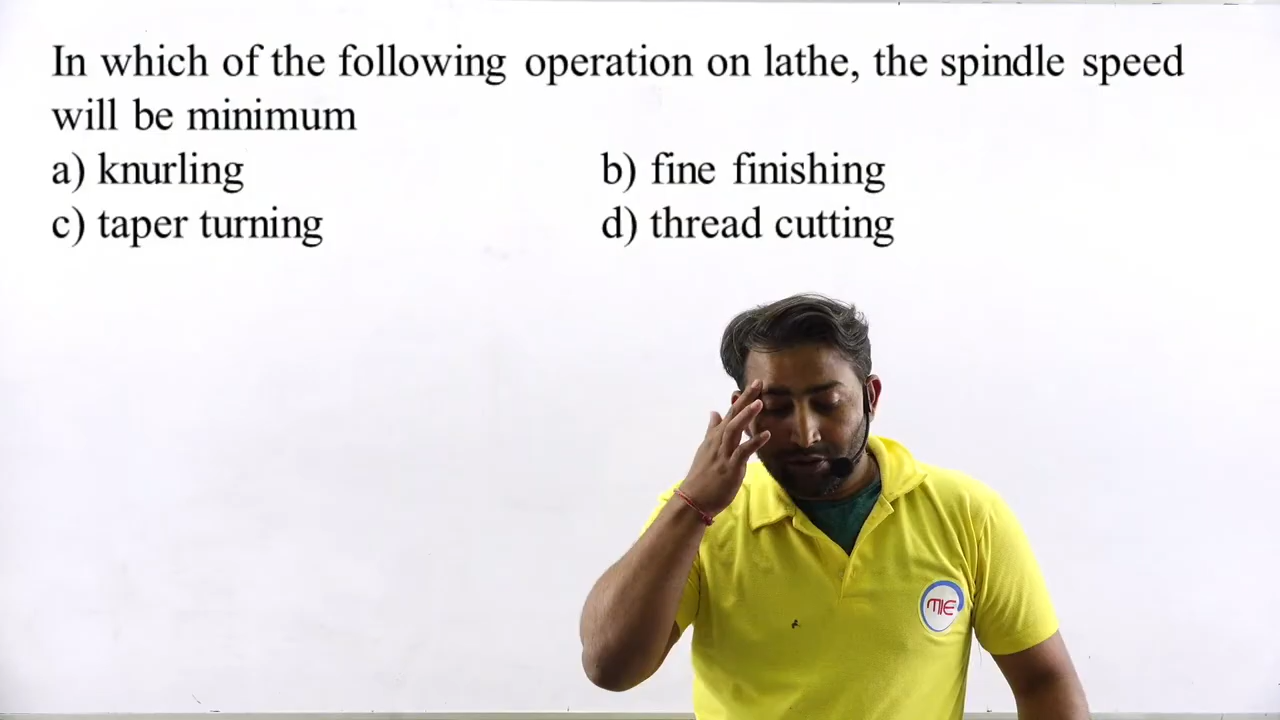 In which of the following operation on lathe, the spindle speed
will be minimum
a) knurling b) fine finishing
c) taper turning d) thread cutting
TIE